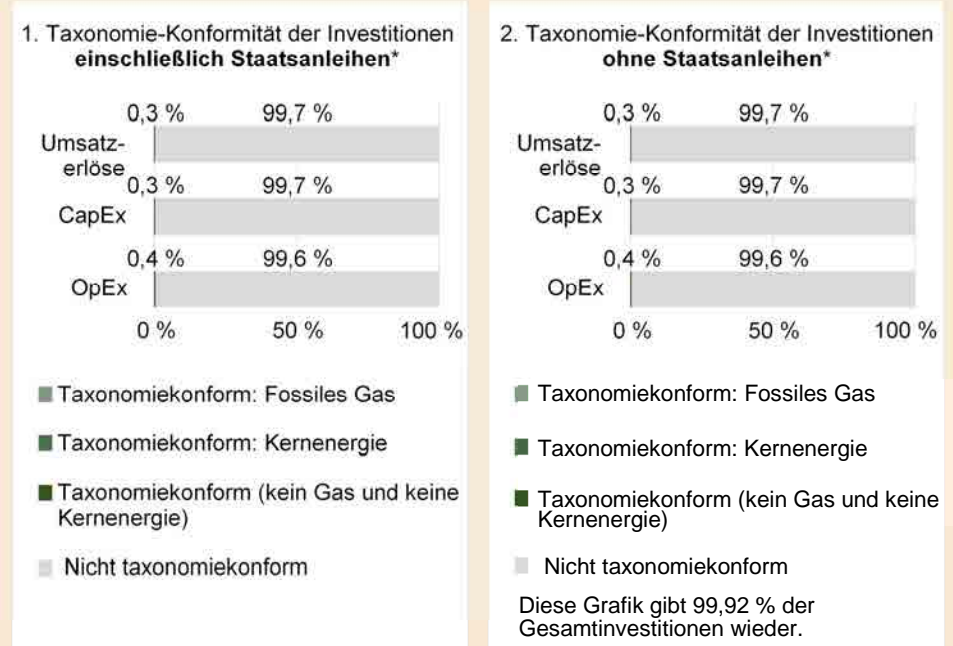 1. Taxonomie-Konformität der Investitionen
einschließlich Staatsanleihen*
0,3 % 99,7 %
Umsatz-
erlöse
0,3 % 99,7 %
CapEx
0,4 % 99,6 %
OpEx
0 % 50 % 100 %
Taxonomiekonform: Fossiles Gas
Taxonomiekonform: Kernenergie
Taxonomiekonform (kein Gas und keine
Kernenergie)
Nicht taxonomiekonform
2. Taxonomie-Konformität der Investitionen
ohne Staatsanleihen*
0,3 % 99,7 %
Umsatz-
erlöse
0,3 % 99,7 %
CapEx
0,4 % 99,6 %
OpEx
0 % 50 % 100 %
Taxonomiekonform: Fossiles Gas
Taxonomiekonform: Kernenergie
Taxonomiekonform (kein Gas und keine
Kernenergie)
Nicht taxonomiekonform
Diese Grafik gibt 99,92 % der
Gesamtinvestitionen wieder.